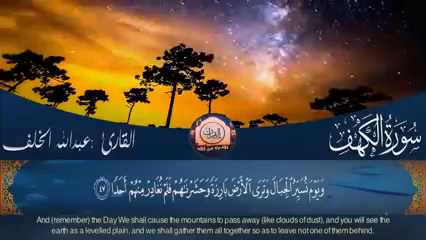 سورة الكهف
القارئ : عبدالله الخلف
وَيَوْمَ نُسَيِّرُ الْجِبَالَ وَتَرَى الْأَرْضَ بَارِزَةً وَحَشَرْنَاهُمْ فَلَمْ نُغَادِرْ مِنْهُمْ أَحَدًا ﴿٤٧﴾
And (remember) the Day We shall cause the mountains to pass away (like clouds of dust), and you will see the
earth as a levelled plain, and we shall gather them all together so as to leave not one of them behind.